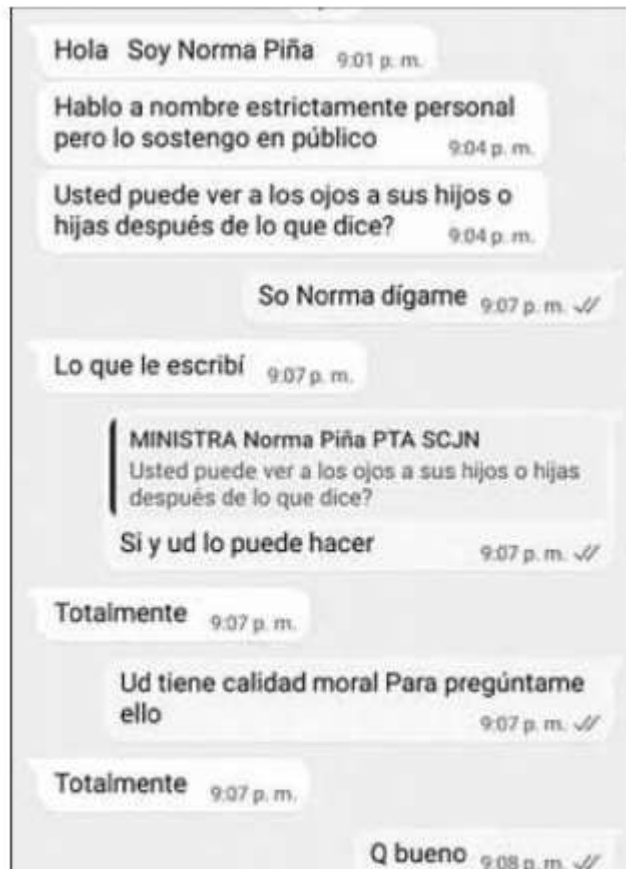 Hola Soy Norma Piña 9:01 p. m.
Hablo a nombre estrictamente personal
pero lo sostengo en público 9:04 p. m.
Usted puede ver a los ojos a sus hijos o
hijas después de lo que dice? 9:04 p. m.
So Norma dígame 9:07 p. m.
Lo que le escribí 9:07 p. m.
MINISTRA Norma Piña PTA SCJN
Usted puede ver a los ojos a sus hijos o hijas
después de lo que dice?
Si y ud lo puede hacer 9:07 p. m.
Totalmente 9:07 p. m.
Ud tiene calidad moral Para pregúntame
ello 9:07 p. m.
Totalmente 9:07 p. m.
Q bueno 9:08 p. m.